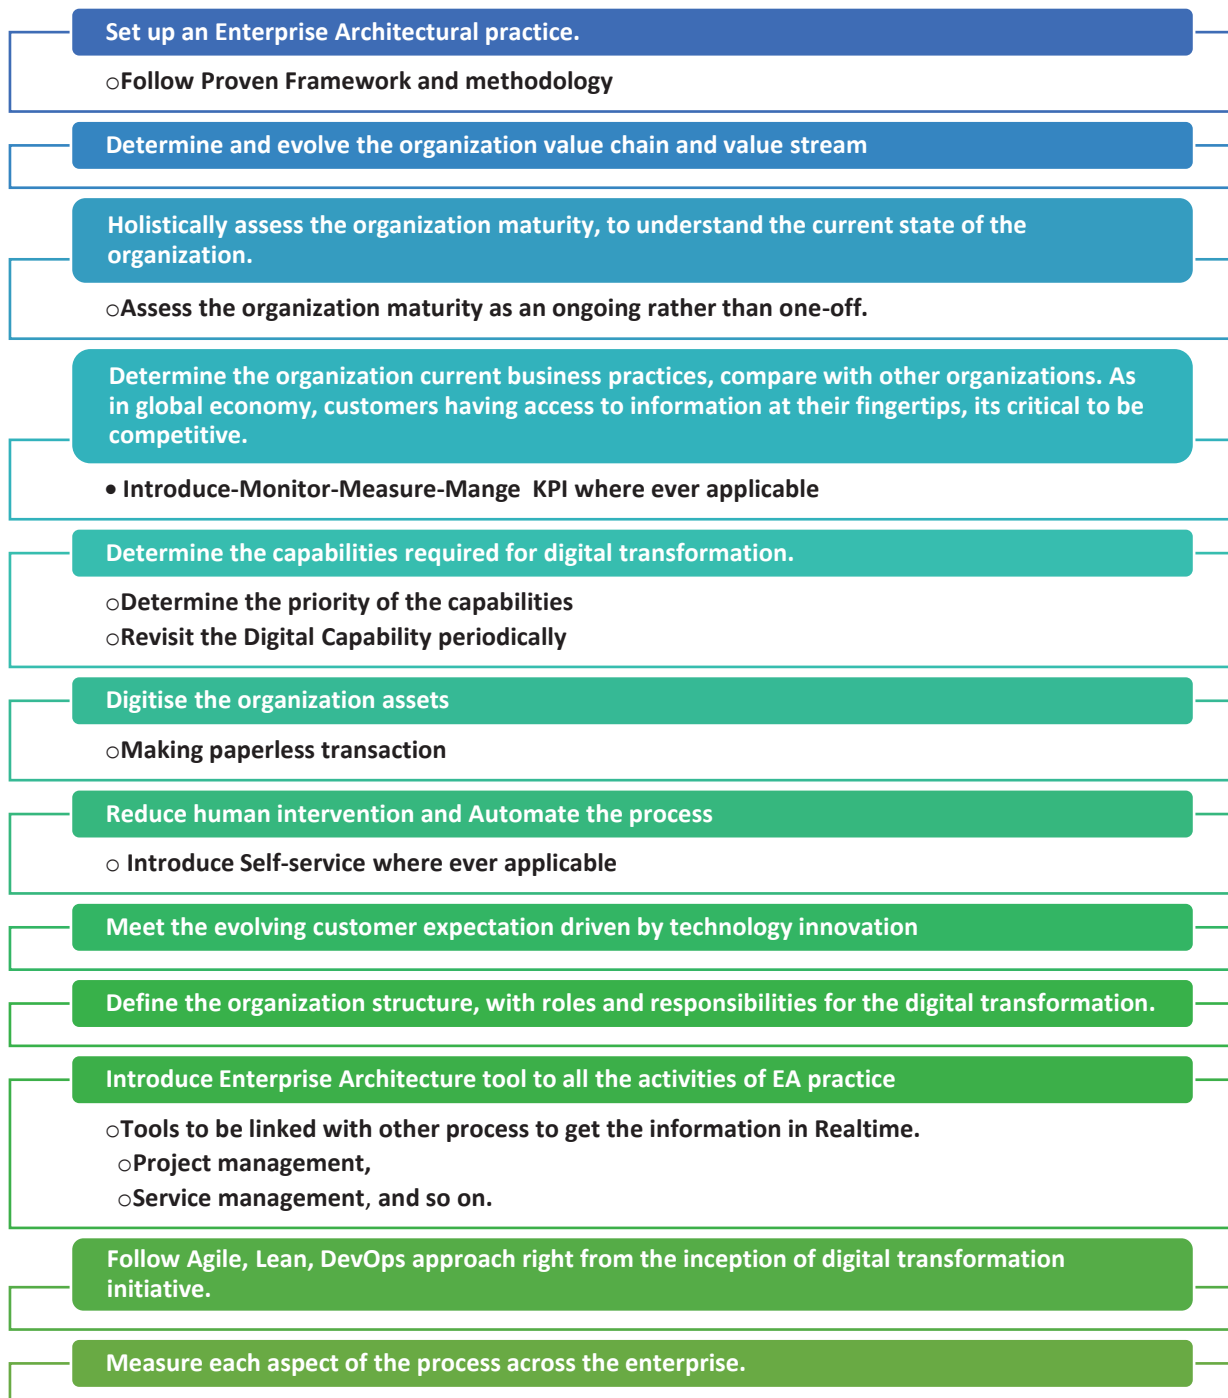 Set up an Enterprise Architectural practice.
oFollow Proven Framework and methodology
Determine and evolve the organization value chain and value stream
Holistically assess the organization maturity, to understand the current state of the
organization.
oAssess the organization maturity as an ongoing rather than one-off.
Determine the organization current business practices, compare with other organizations. As
in global economy, customers having access to information at their fingertips, its critical to be
competitive.
• Introduce-Monitor-Measure-Mange  KPI where ever applicable
Determine the capabilities required for digital transformation.
oDetermine the priority of the capabilities
oRevisit the Digital Capability periodically
Digitise the organization assets
oMaking paperless transaction
Reduce human intervention and Automate the process
o Introduce Self-service where ever applicable
Meet the evolving customer expectation driven by technology innovation
Define the organization structure, with roles and responsibilities for the digital transformation.
Introduce Enterprise Architecture tool to all the activities of EA practice
oTools to be linked with other process to get the information in Realtime.
oProject management,
oService management, and so on.
Follow Agile, Lean, DevOps approach right from the inception of digital transformation
initiative.
Measure each aspect of the process across the enterprise.